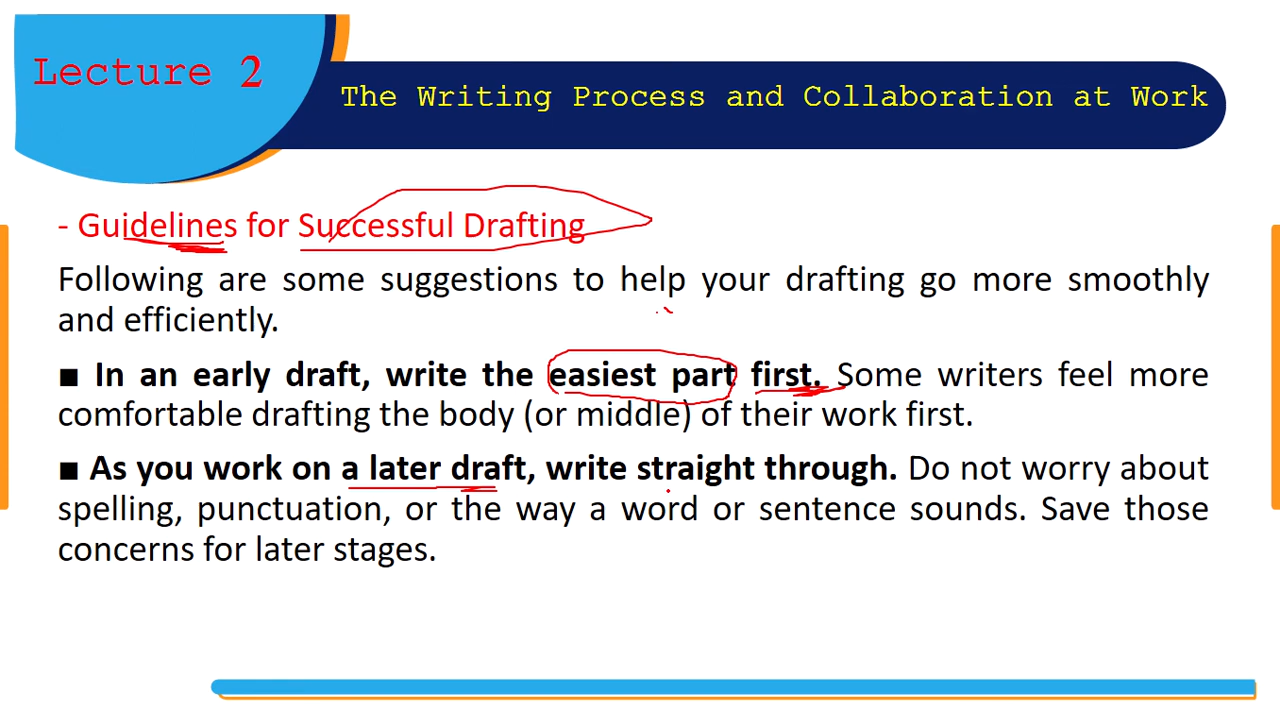 Lecture 2
The Writing Process and Collaboration at Work
- Guidelines for Successful Drafting
Following are some suggestions to help your drafting go more smoothly
and efficiently.
■ In an early draft, write the easiest part first. Some writers feel more
comfortable drafting the body (or middle) of their work first.
■ As you work on a later draft, write straight through. Do not worry about
spelling, punctuation, or the way a word or sentence sounds. Save those
concerns for later stages.